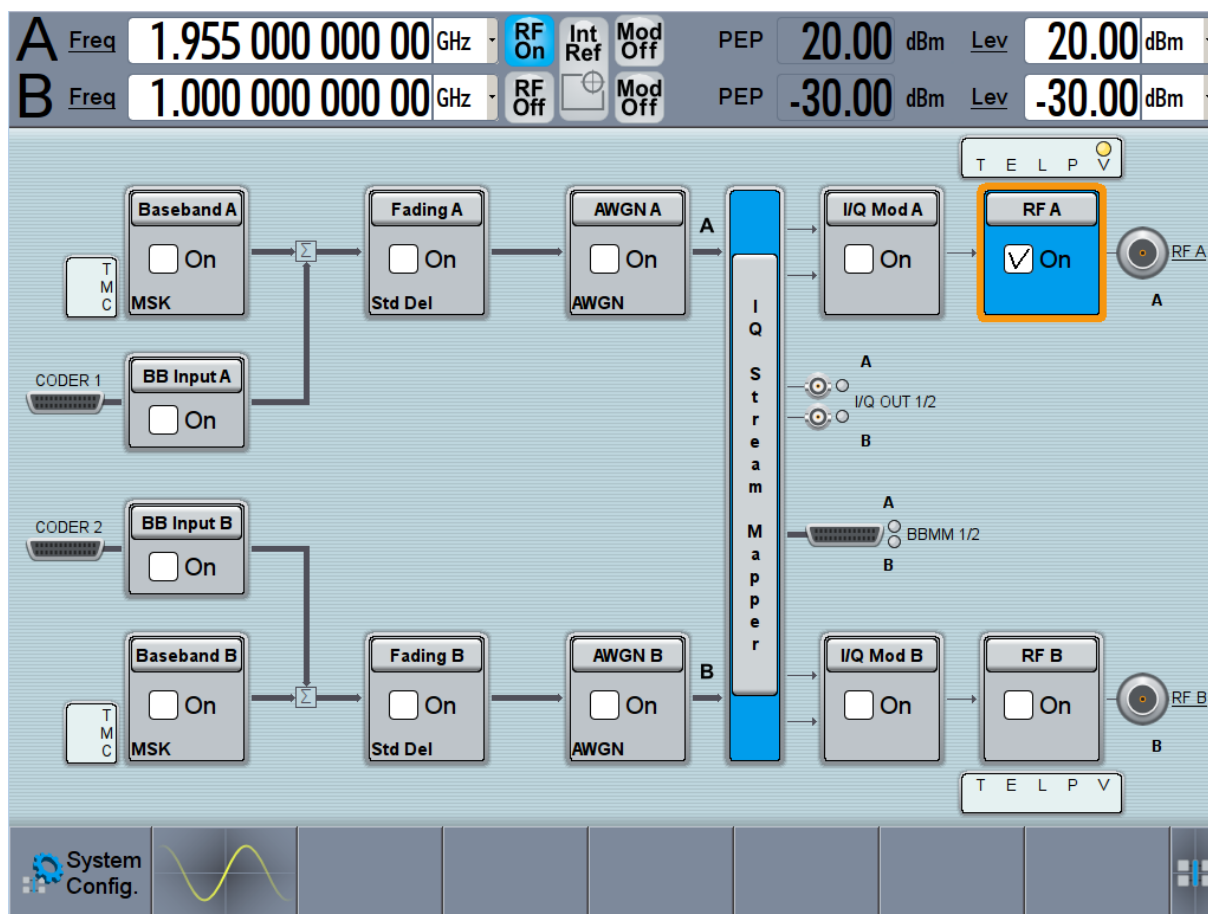 A Freq 1.955 000 000 00 GHz RF On Int Ref Mod Off PEP 20.00 dBm Lev 20.00 dBm
B Freq 1.000 000 000 00 GHz RF Off Mod Off PEP -30.00 dBm Lev -30.00 dBm
T E L P V
Baseband A
On
MSK
T
M
C
Fading A
On
Std Del
AWGN A
On
AWGN
A
I/Q Mod A
On
RF A
On
RF A
A
CODER 1
BB Input A
On
A
I/Q OUT 1/2
B
IQ Stream Mapper
CODER 2
BB Input B
On
A
BBMM 1/2
B
Baseband B
On
MSK
T
M
C
Fading B
On
Std Del
AWGN B
On
AWGN
B
I/Q Mod B
On
RF B
On
RF B
B
T E L P V
System
Config.